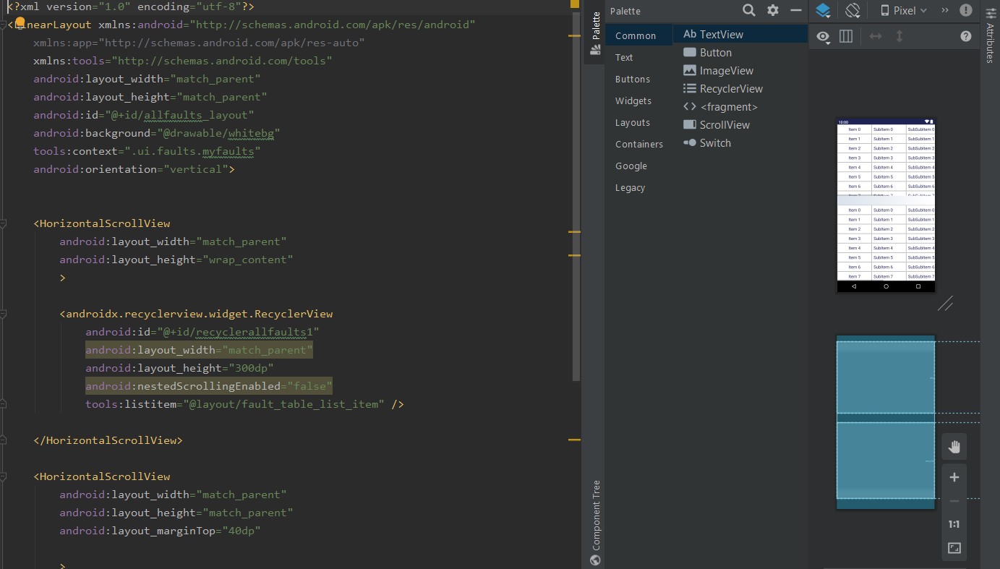 <?xml version="1.0" encoding="utf-8"?>
<LinearLayout xmlns:android="http://schemas.android.com/apk/res/android"
xmlns:app="http://schemas.android.com/apk/res-auto"
xmlns:tools="http://schemas.android.com/tools"
android:layout_width="match_parent"
android:layout_height="match_parent"
android:id="@+id/allfaults_layout"
android:background="@drawable/whitebg"
tools:context=".ui.faults.myfaults"
android:orientation="vertical">
<HorizontalScrollView
android:layout_width="match_parent"
android:layout_height="wrap_content"
>
<androidx.recyclerview.widget.RecyclerView
android:id="@+id/recyclerallfaults1"
android:layout_width="match_parent"
android:layout_height="300dp"
android:nestedScrollingEnabled="false"
tools:listitem="@layout/fault_table_list_item" />
</HorizontalScrollView>
<HorizontalScrollView
android:layout_width="match_parent"
android:layout_height="match_parent"
android:layout_marginTop="40dp"
>
Palette
Component Tree
Palette
Common
Text
Buttons
Widgets
Layouts
Containers
Google
Legacy
Ab TextView
Button
ImageView
RecyclerView
<fragment>
ScrollView
Switch
Pixel
10:00
Item 0 SubItem 0 SubSubItem 0
Item 1 SubItem 1 SubSubItem 1
Item 2 SubItem 2 SubSubItem 2
Item 3 SubItem 3 SubSubItem 3
Item 4 SubItem 4 SubSubItem 4
Item 5 SubItem 5 SubSubItem 5
Item 6 SubItem 6 SubSubItem 6
Item 7 SubItem 7 SubSubItem 7
Item 0 SubItem 0 SubSubItem 0
Item 1 SubItem 1 SubSubItem 1
Item 2 SubItem 2 SubSubItem 2
Item 3 SubItem 3 SubSubItem 3
Item 4 SubItem 4 SubSubItem 4
Item 5 SubItem 5 SubSubItem 5
Item 6 SubItem 6 SubSubItem 6
Item 7 SubItem 7 SubSubItem 7
1:1
Attributes